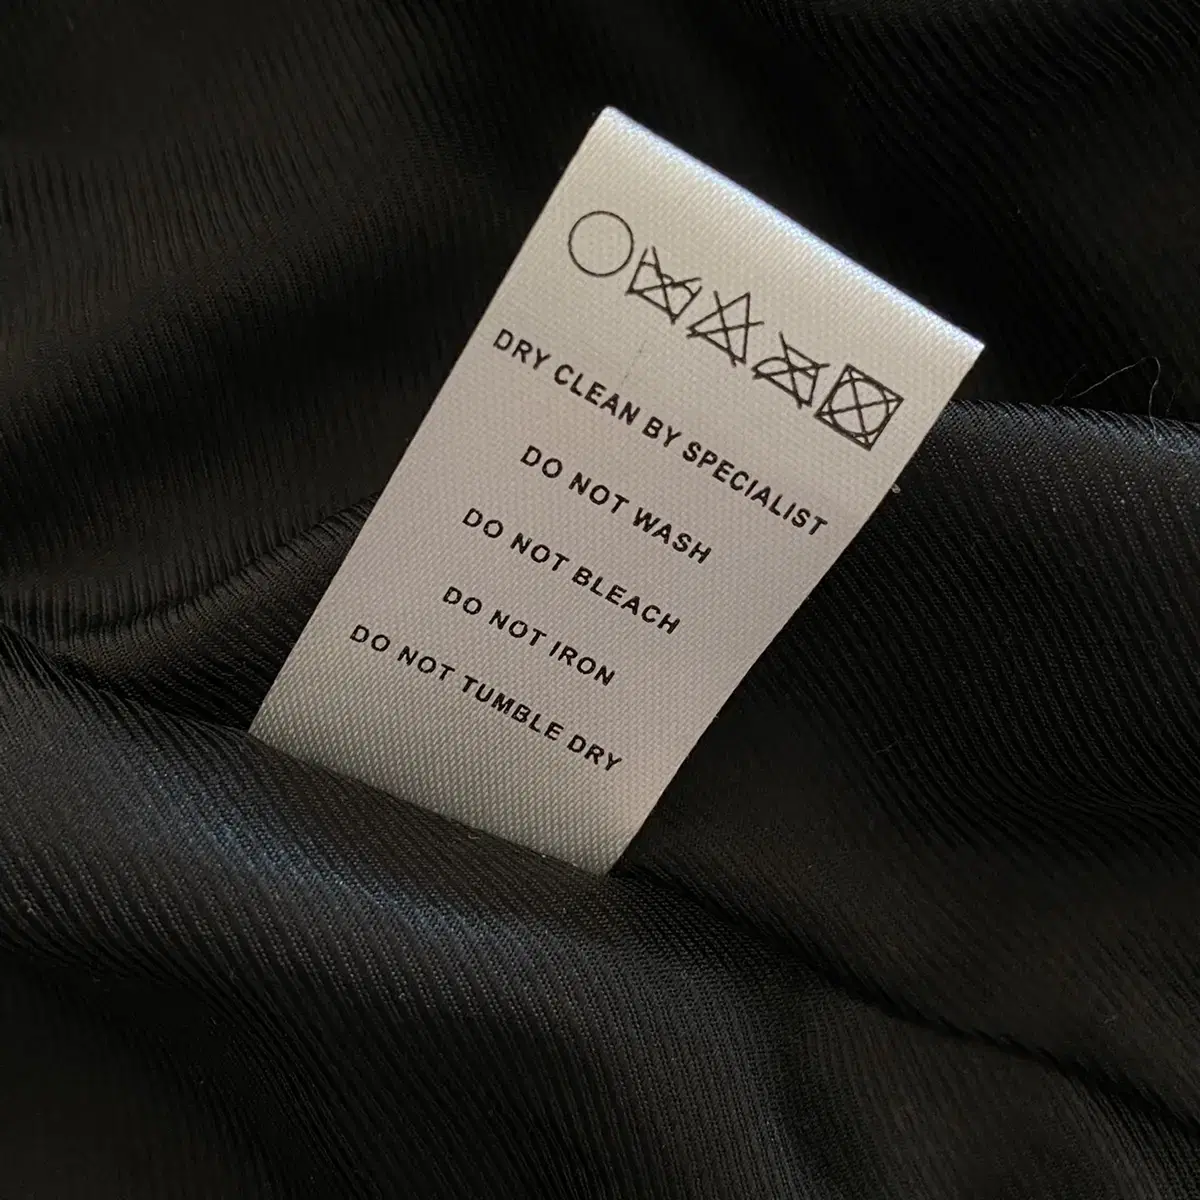 DRY CLEAN BY SPECIALIST
DO NOT WASH
DO NOT BLEACH
DO NOT IRON
DO NOT TUMBLE DRY